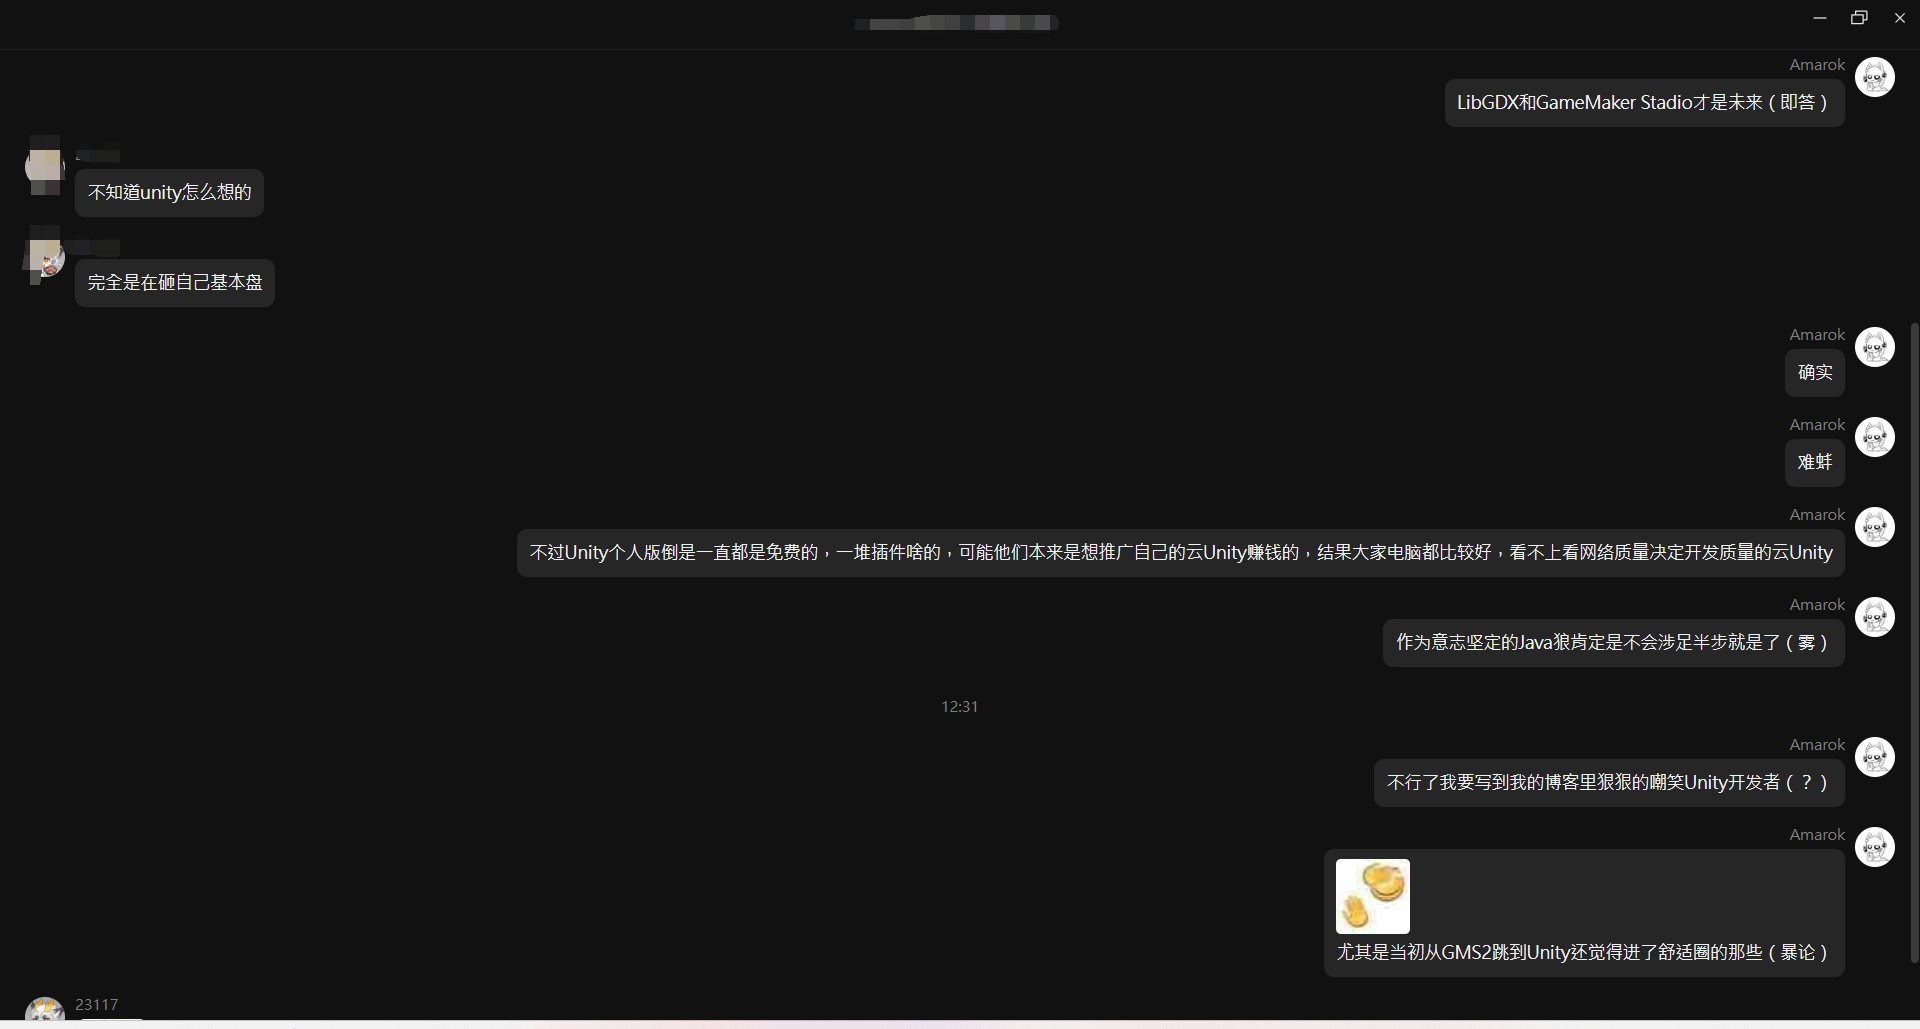 Amarok
LibGDX和GameMaker Stadio才是未来（即答）
不知道unity怎么想的
完全是在砸自己基本盘
Amarok
确实
Amarok
难蚌
Amarok
不过Unity个人版倒是一直都是免费的，一堆插件啥的，可能他们本来是想推广自己的云Unity赚钱的，结果大家电脑都比较好，看不上看网络质量决定开发质量的云Unity
Amarok
作为意志坚定的Java狼肯定是不会涉足半步就是了（雾）
12:31
Amarok
不行了我要写到我的博客里狠狠的嘲笑Unity开发者（？）
Amarok
尤其是当初从GMS2跳到Unity还觉得进了舒适圈的那些（暴论）
23117